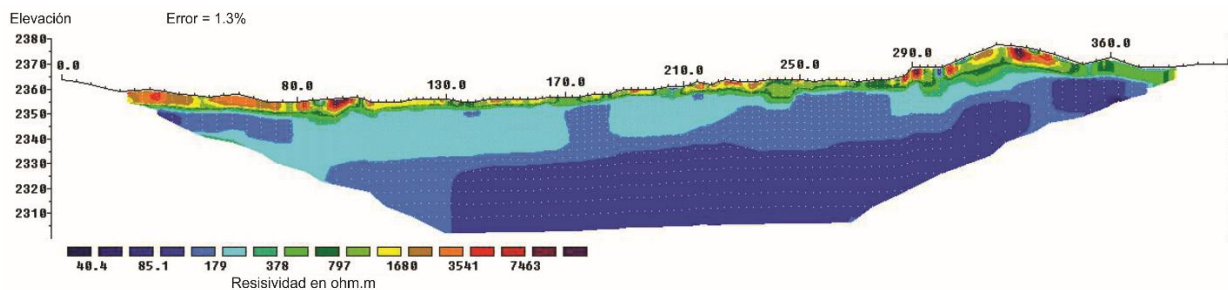 Elevación Error = 1.3%
2380
2370
2360
2350
2340
2330
2320
2310
0.0 80.0 130.0 170.0 210.0 250.0 290.0 360.0
40.4 85.1 179 378 797 1680 3541 7463
Resisividad en ohm.m